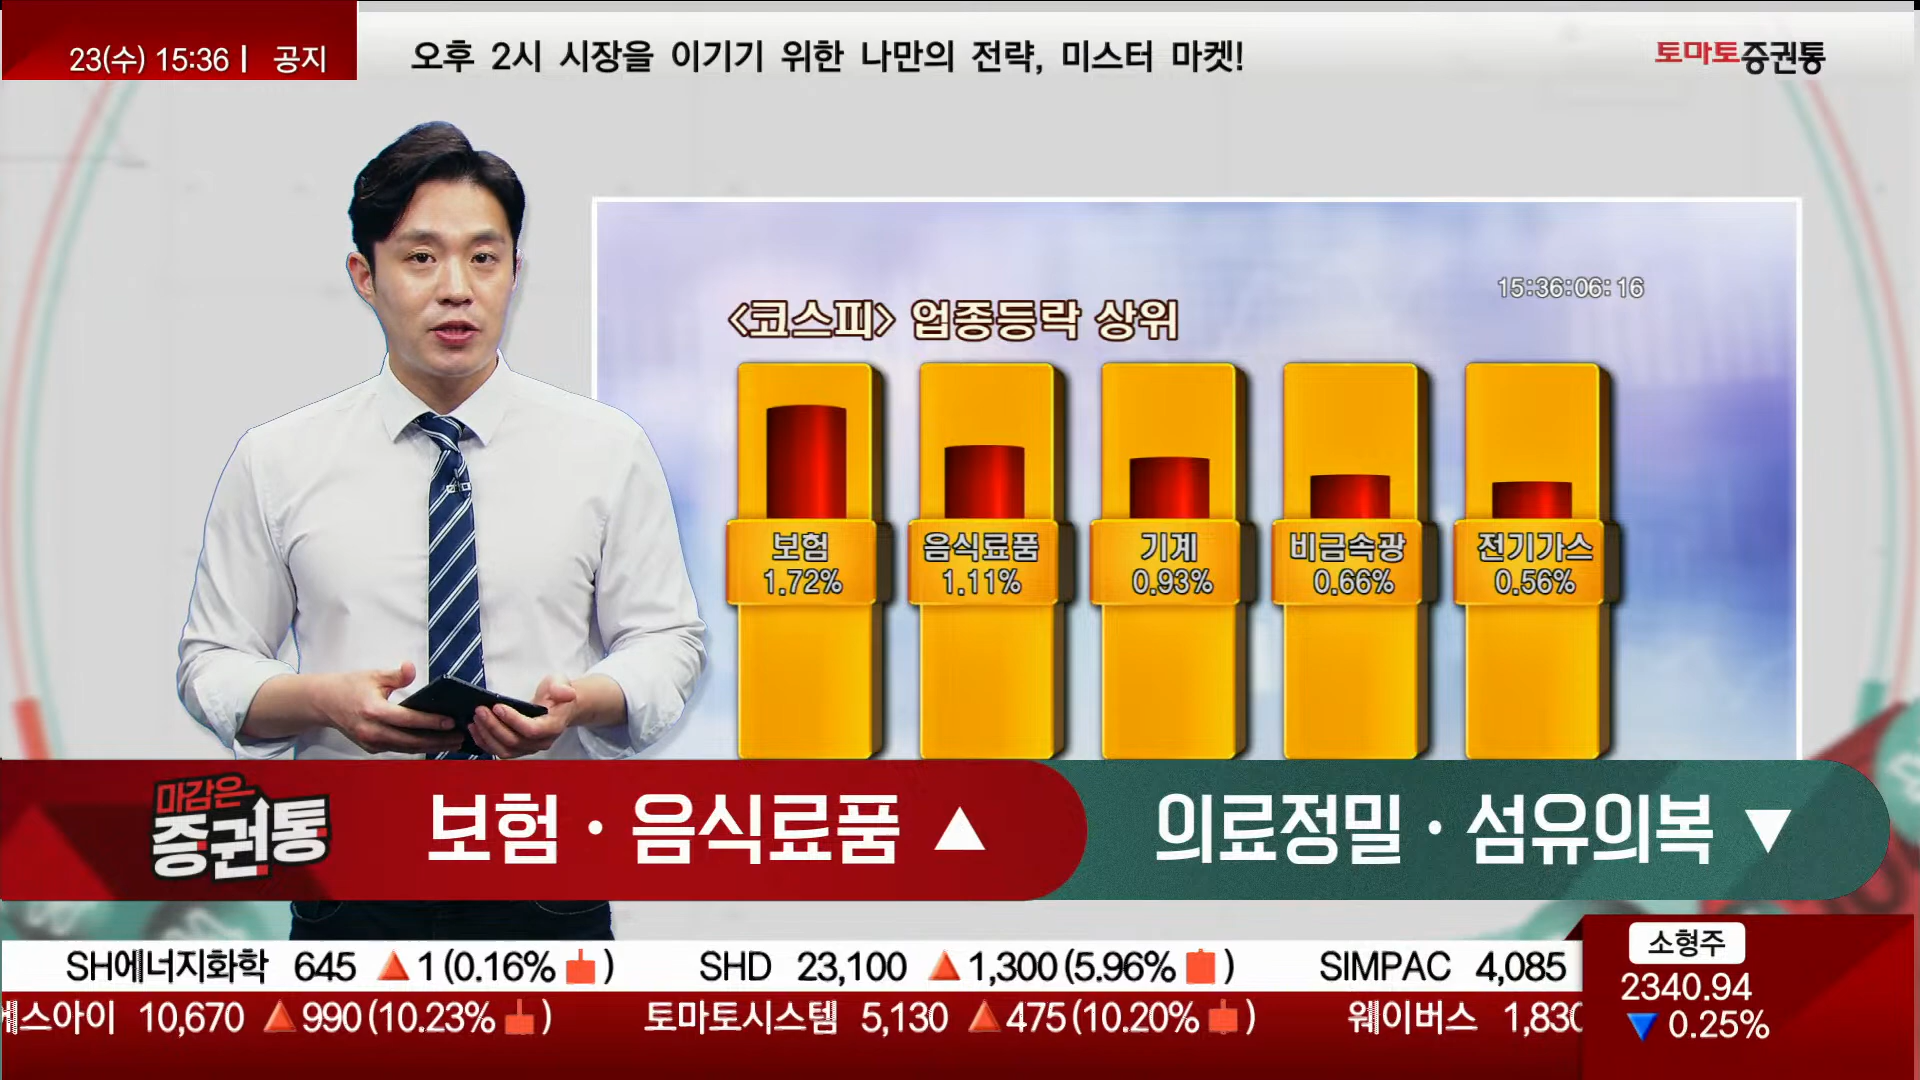 23(수) 15:36 | 공지
오후 2시 시장을 이기기 위한 나만의 전략, 미스터 마켓!
토마토증권통
15:36:06:16
<코스피> 업종등락 상위
보험 1.72%
음식료품 1.11%
기계 0.93%
비금속광 0.66%
전기가스 0.56%
마감은 증권통
보험·음식료품 ▲
의료정밀·섬유의복 ▼
SH에너지화학 645 ▲1(0.16% ) SHD 23,100 ▲1,300(5.96% ) SIMPAC 4,085
스아이 10,670 ▲990(10.23% ) 토마토시스템 5,130 ▲475(10.20% ) 웨이버스 1,830
소형주
2340.94
▼ 0.25%